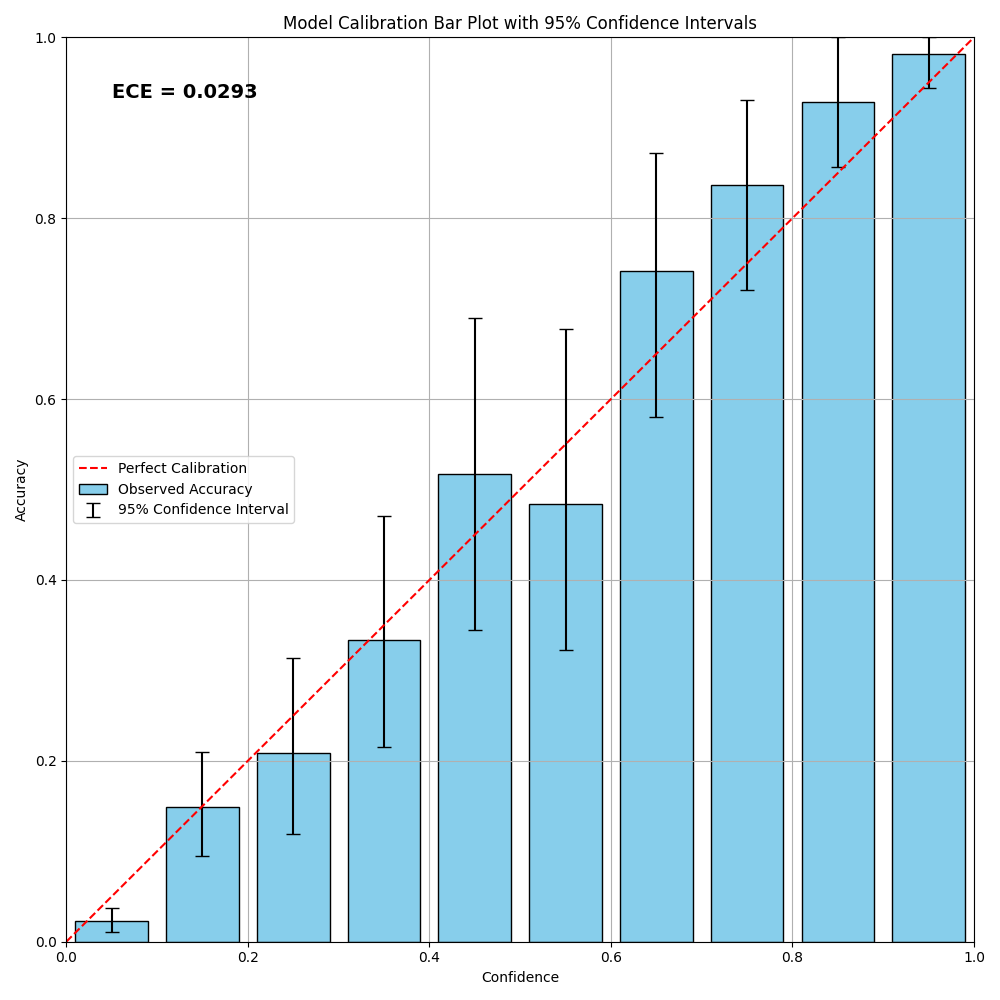 Model Calibration Bar Plot with 95% Confidence Intervals
ECE = 0.0293
Accuracy
1.0
0.8
0.6
0.4
0.2
0.0
Perfect Calibration
Observed Accuracy
95% Confidence Interval
0.0 0.2 0.4 0.6 0.8 1.0
Confidence